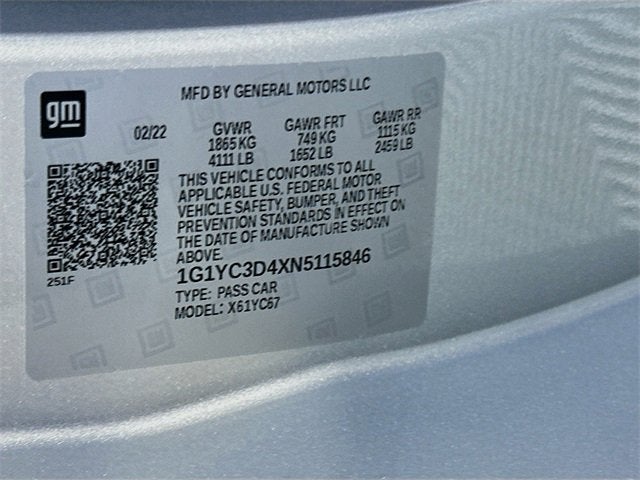 gm
MFD BY GENERAL MOTORS LLC
02/22 GVWR GAWR FRT GAWR RR
1865 KG 749 KG 1115 KG
4111 LB 1652 LB 2459 LB
THIS VEHICLE CONFORMS TO ALL
APPLICABLE U.S. FEDERAL MOTOR
VEHICLE SAFETY, BUMPER, AND THEFT
PREVENTION STANDARDS IN EFFECT ON
THE DATE OF MANUFACTURE SHOWN
ABOVE.
251F
1G1YC3D4XN5115846
TYPE: PASS CAR
MODEL: X61YC67